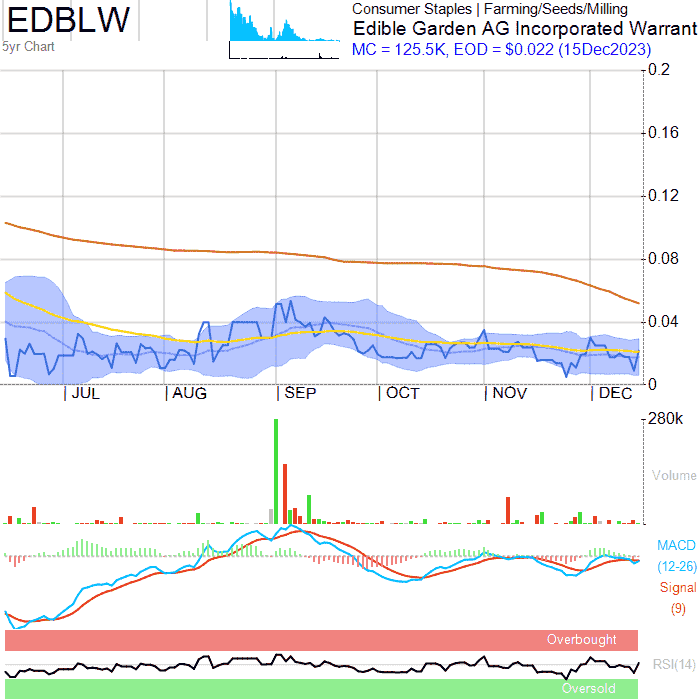 EDBLW
5yr Chart
Consumer Staples | Farming/Seeds/Milling
Edible Garden AG Incorporated Warrant
MC = 125.5K, EOD = $0.022 (15Dec2023)
0.2
0.16
0.12
0.08
0.04
0
| JUL | AUG | SEP | OCT | NOV | DEC
280k
Volume
MACD
(12-26)
Signal
(9)
Overbought
RSI(14)
Oversold